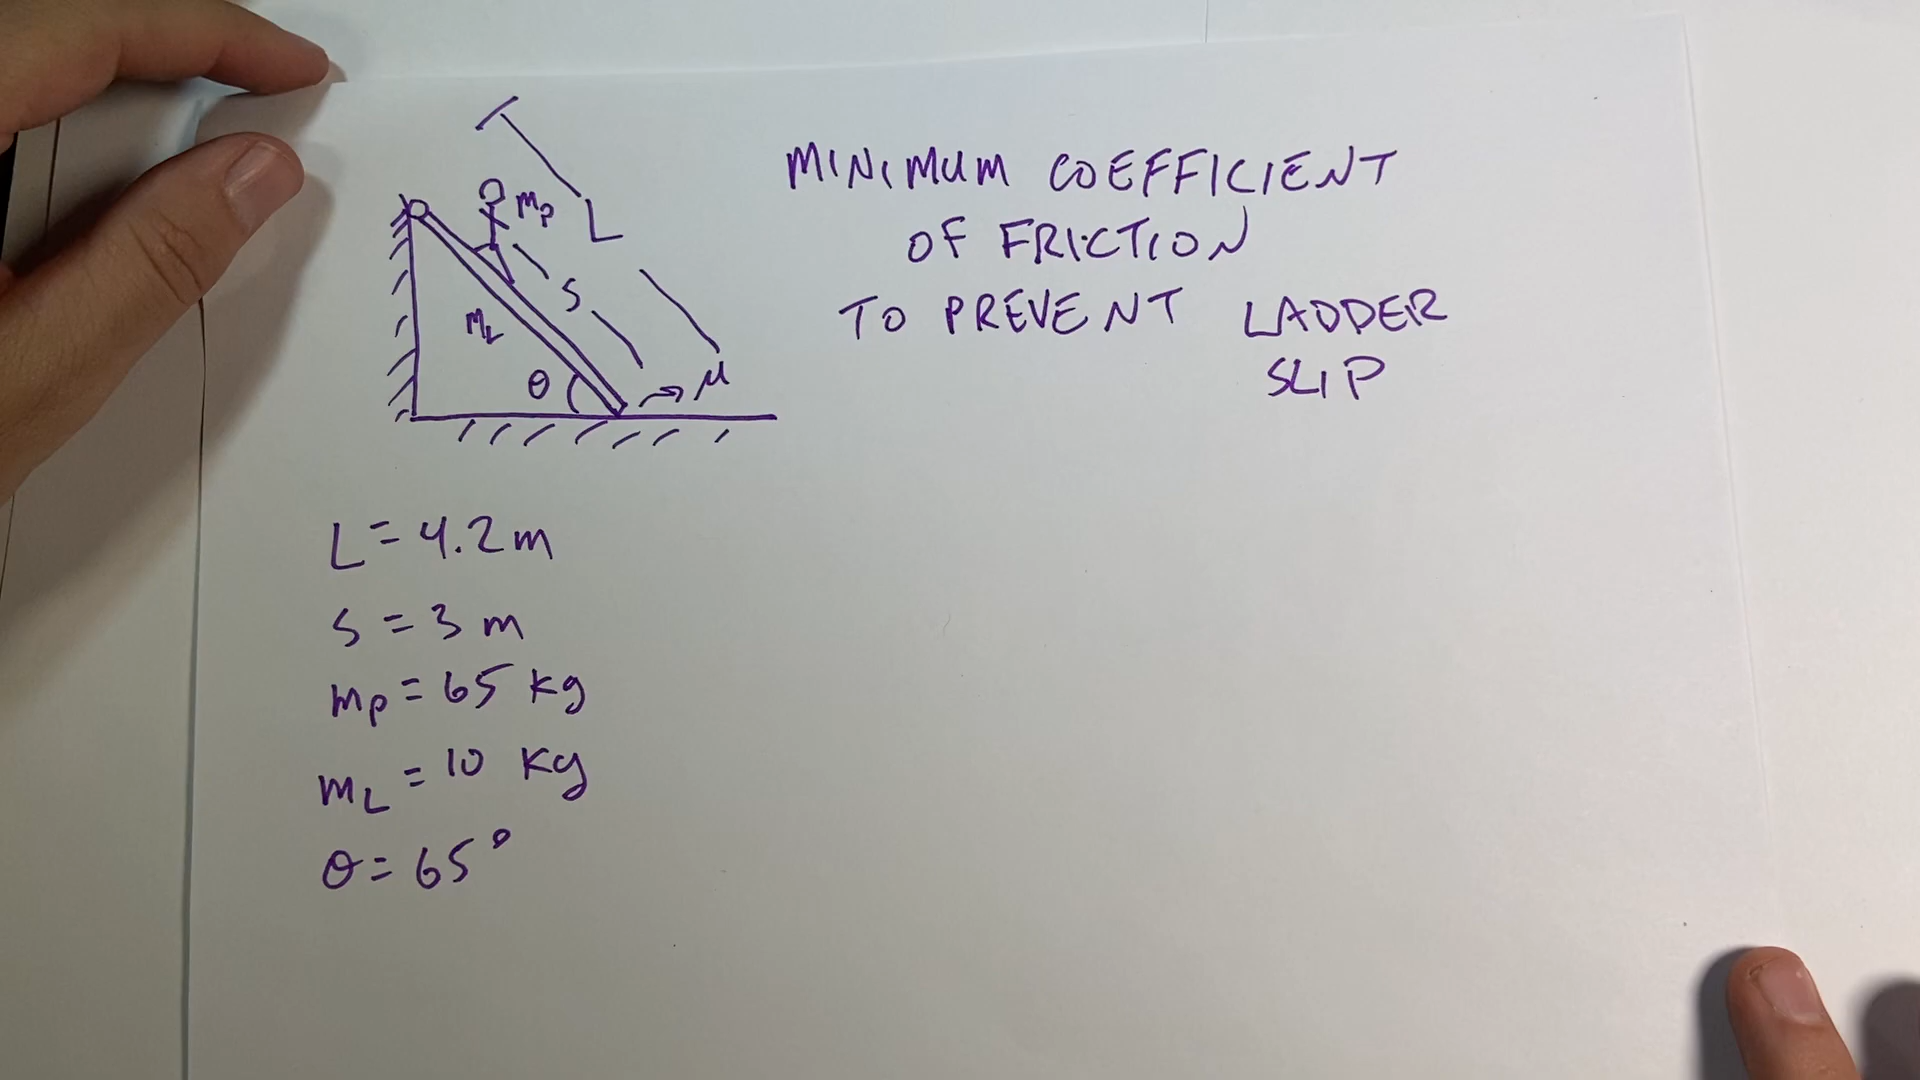 mp
L
S
mL
θ
μ
MINIMUM COEFFICIENT
OF FRICTION
TO PREVENT LADDER
SLIP
L = 4.2m
S = 3 m
mp = 65 kg
mL = 10 kg
θ = 65°